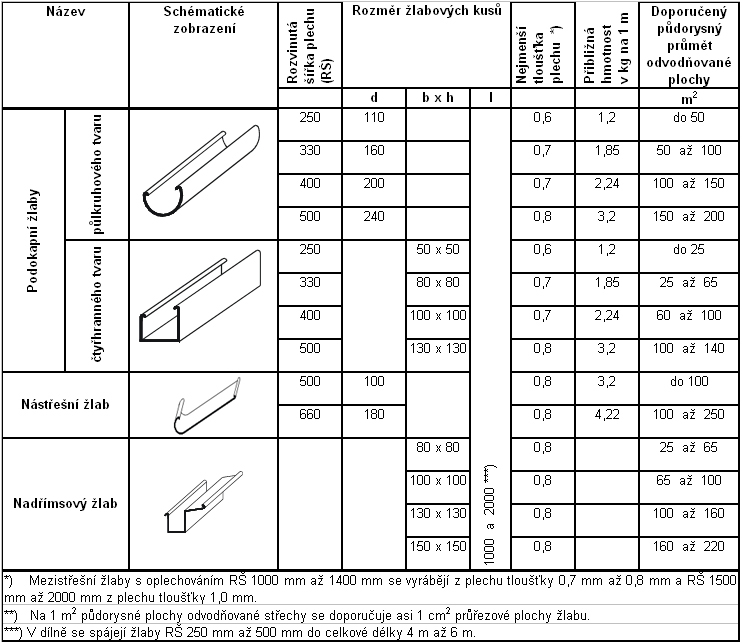 Název Schématické zobrazení Rozvinutá šířka plechu (RŠ) Rozměr žlabových kusů Nejmenší tloušťka plechu *) Přibližná hmotnost v kg na 1 m Doporučený půdorysný průmět odvodňované plochy
d b x h l m²
Podokapní žlaby
půlkruhového tvaru
250 110 0,6 1,2 do 50
330 160 0,7 1,85 50 až 100
400 200 0,7 2,24 100 až 150
500 240 0,8 3,2 150 až 200
čtyřhranného tvaru
250 50 x 50 0,6 1,2 do 25
330 80 x 80 0,7 1,85 25 až 65
400 100 x 100 0,7 2,24 60 až 100
500 130 x 130 0,8 3,2 100 až 140
Nástřešní žlab
500 100 0,8 3,2 do 100
660 180 0,8 4,22 100 až 250
Nadřímsový žlab
80 x 80 0,8 25 až 65
100 x 100 0,8 65 až 100
130 x 130 0,8 100 až 160
150 x 150 0,8 160 až 220
1000 a 2000 ***)
*) Mezistřešní žlaby s oplechováním RŠ 1000 mm až 1400 mm se vyrábějí z plechu tloušťky 0,7 mm až 0,8 mm a RŠ 1500
mm až 2000 mm z plechu tloušťky 1,0 mm.
**) Na 1 m² půdorysné plochy odvodňované střechy se doporučuje asi 1 cm² průřezové plochy žlabu.
***) V dílně se spájejí žlaby RŠ 250 mm až 500 mm do celkové délky 4 m až 6 m.